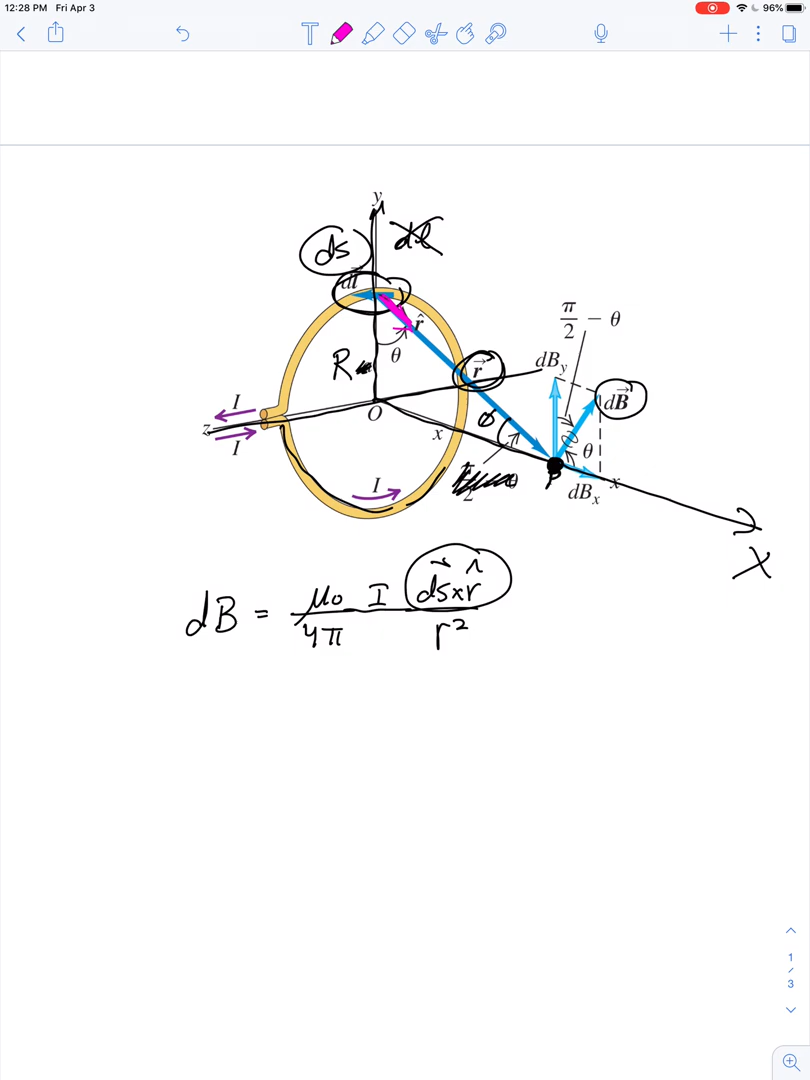 12:28 PM Fri Apr 3
96%
T
y
ds
dl
dl
r̂
π/2 − θ
θ
R
dB_y
r⃗
dB⃗
I
O
z
I
x
ϕ
θ
I
P
dB_x
x
X
dB = μ₀/4π I ds⃗ x r̂ / r²
1
/
3